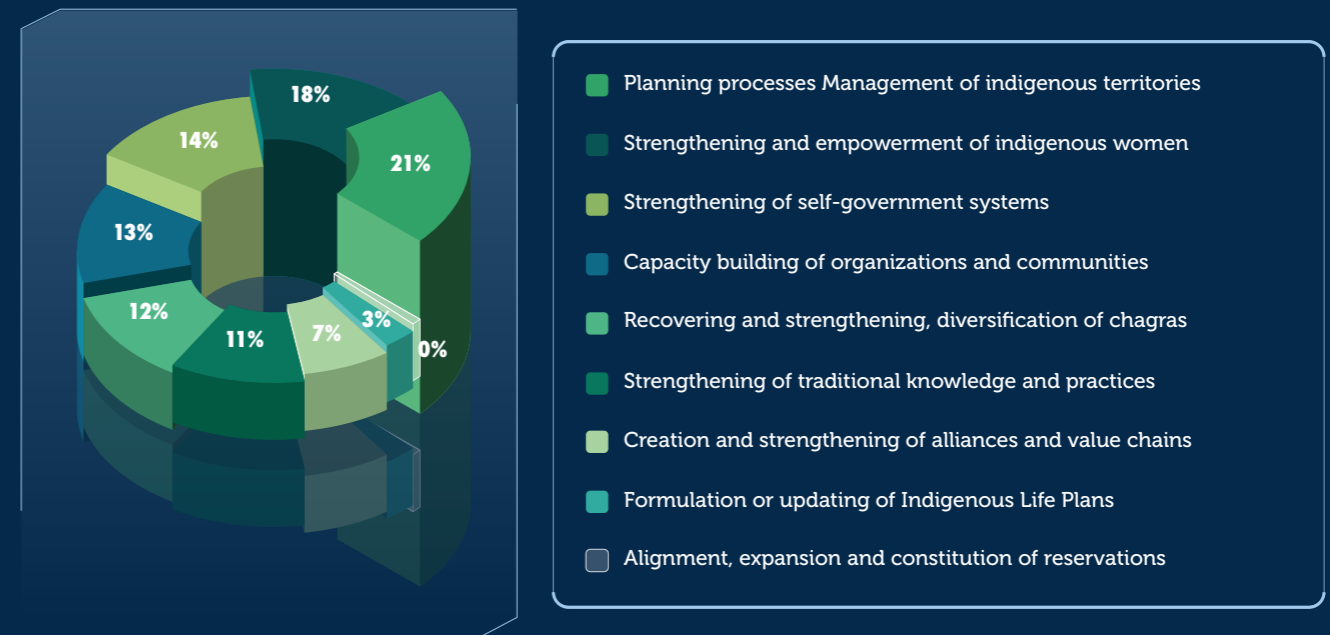 18%
14%
21%
13%
12%
11%
7%
3%
0%
Planning processes Management of indigenous territories
Strengthening and empowerment of indigenous women
Strengthening of self-government systems
Capacity building of organizations and communities
Recovering and strengthening, diversification of chagras
Strengthening of traditional knowledge and practices
Creation and strengthening of alliances and value chains
Formulation or updating of Indigenous Life Plans
Alignment, expansion and constitution of reservations